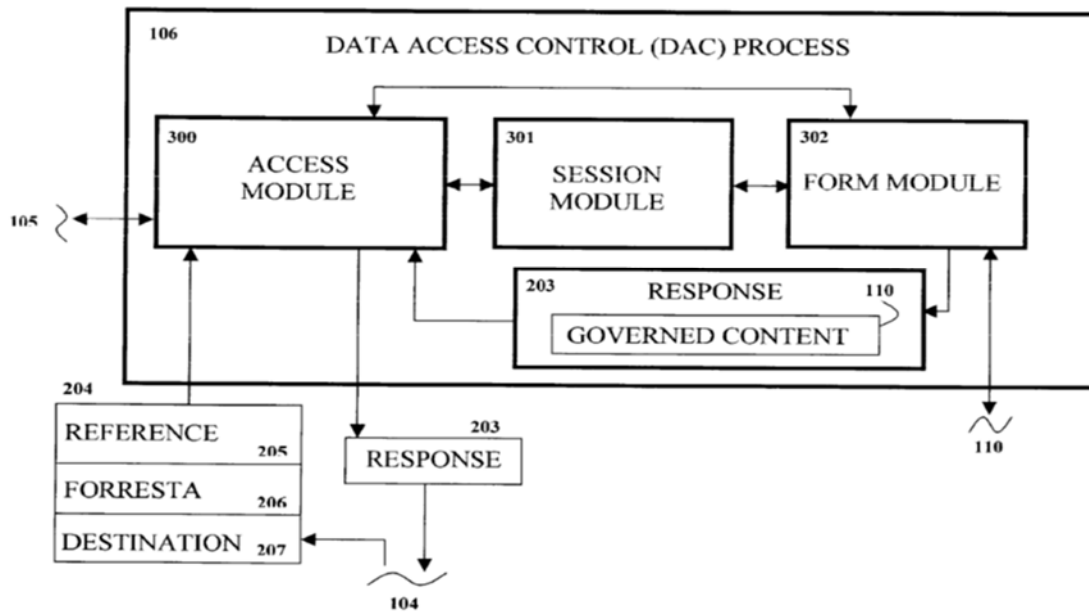 106
DATA ACCESS CONTROL (DAC) PROCESS
300
ACCESS
MODULE
301
SESSION
MODULE
302
FORM MODULE
105
203
RESPONSE
110
GOVERNED CONTENT
204
REFERENCE
205
FORRESTA
206
DESTINATION
207
203
RESPONSE
110
104